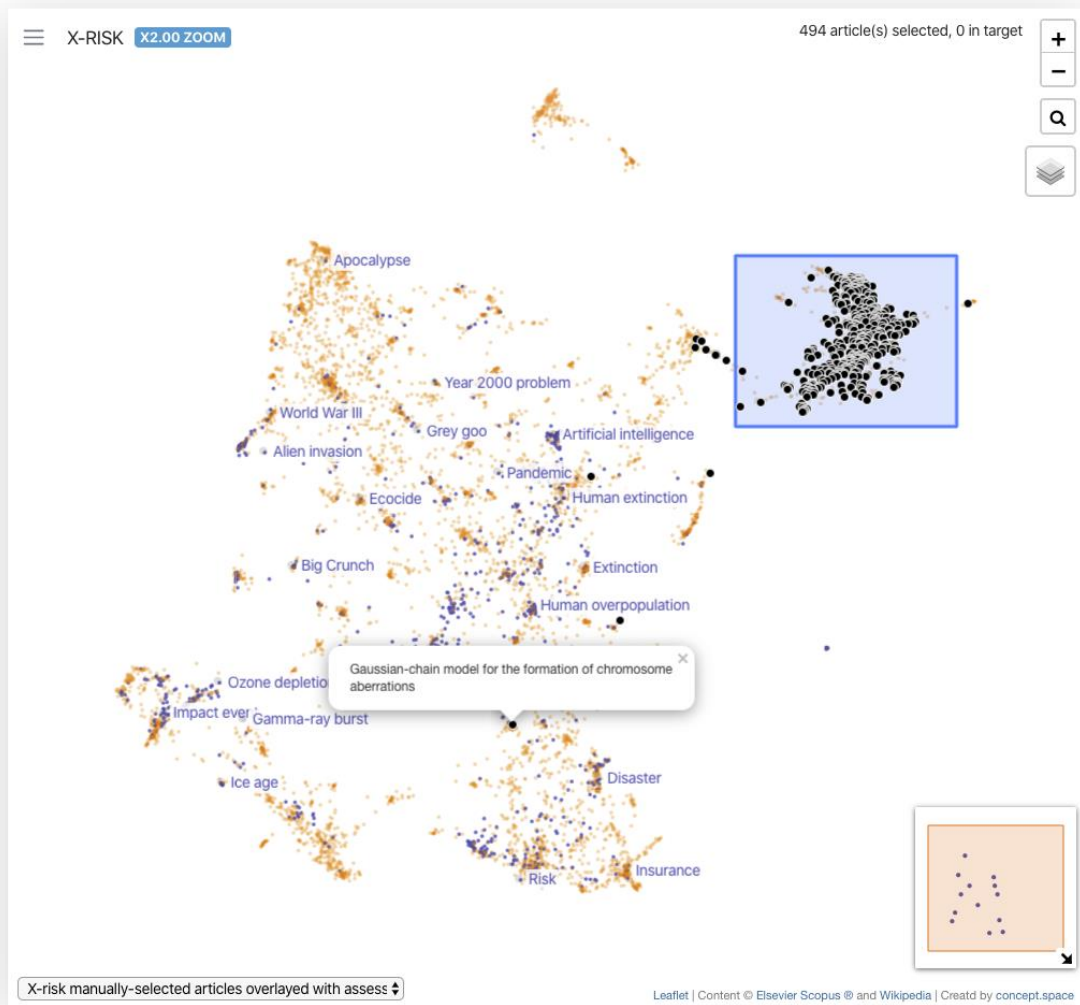 X-RISK X2.00 ZOOM
494 article(s) selected, 0 in target
+
−
Apocalypse
Year 2000 problem
World War III
Grey goo
Artificial intelligence
Alien invasion
Pandemic
Ecocide
Human extinction
Big Crunch
Extinction
Human overpopulation
Gaussian-chain model for the formation of chromosome
aberrations
×
Ozone depletio
Impact ever
Gamma-ray burst
Disaster
Ice age
Insurance
Risk
X-risk manually-selected articles overlayed with assess
Leaflet | Content © Elsevier Scopus ® and Wikipedia | Creatd by concept.space